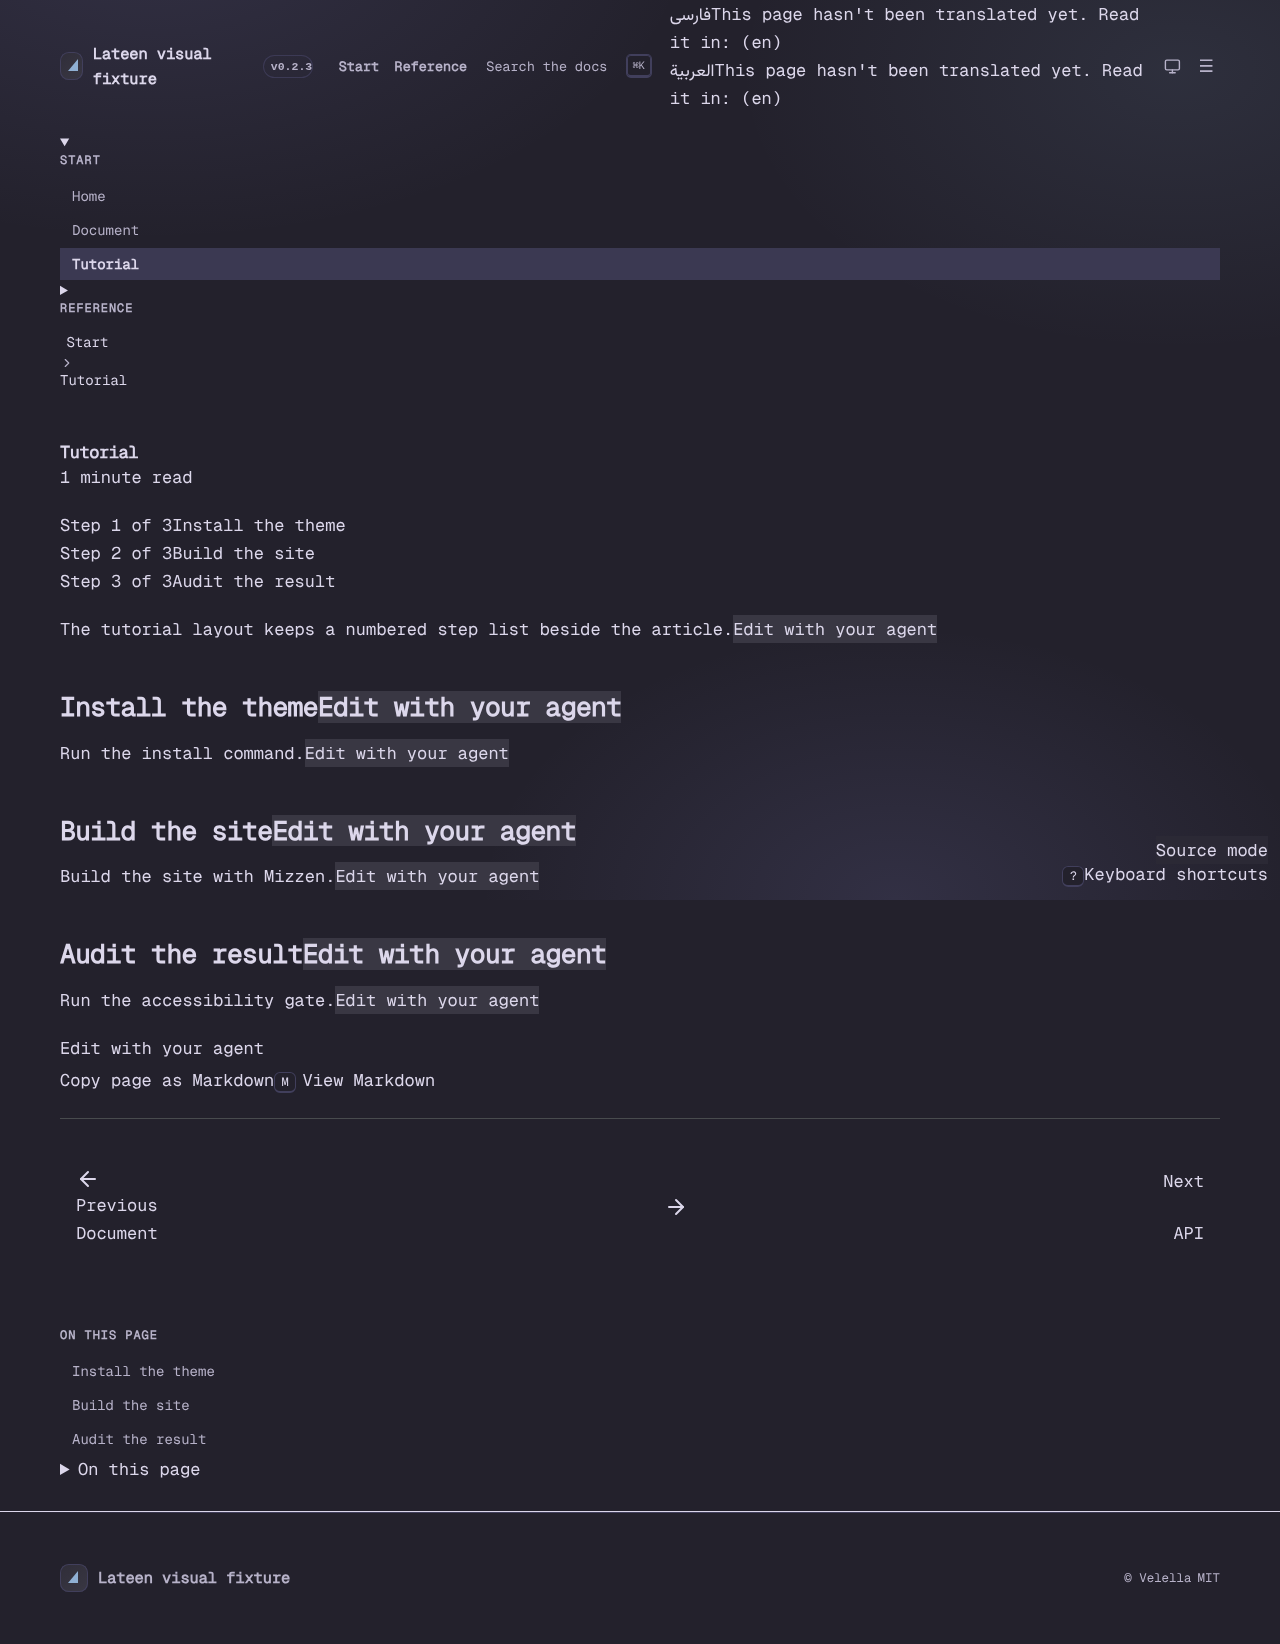 Lateen visual
fixture
v0.2.3
Start Reference
Search the docs
⌘K
فارسیThis page hasn't been translated yet. Read
it in: (en)
العربيةThis page hasn't been translated yet. Read
it in: (en)
START
Home
Document
Tutorial
REFERENCE
Start
Tutorial
Tutorial
1 minute read
Step 1 of 3Install the theme
Step 2 of 3Build the site
Step 3 of 3Audit the result
The tutorial layout keeps a numbered step list beside the article.Edit with your agent
Install the themeEdit with your agent
Run the install command.Edit with your agent
Build the siteEdit with your agent
Build the site with Mizzen.Edit with your agent
Source mode
?Keyboard shortcuts
Audit the resultEdit with your agent
Run the accessibility gate.Edit with your agent
Edit with your agent
Copy page as Markdown M View Markdown
Previous
Document
Next
API
ON THIS PAGE
Install the theme
Build the site
Audit the result
On this page
Lateen visual fixture
© Velella MIT